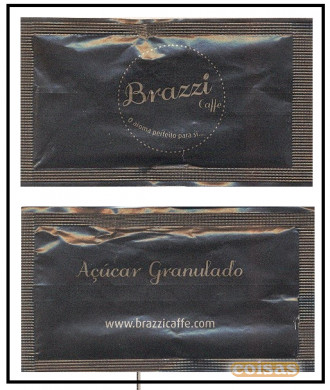 Brazzi
Caffe
O aroma perfeito para si...
Açúcar Granulado
www.brazzicaffe.com
coisas